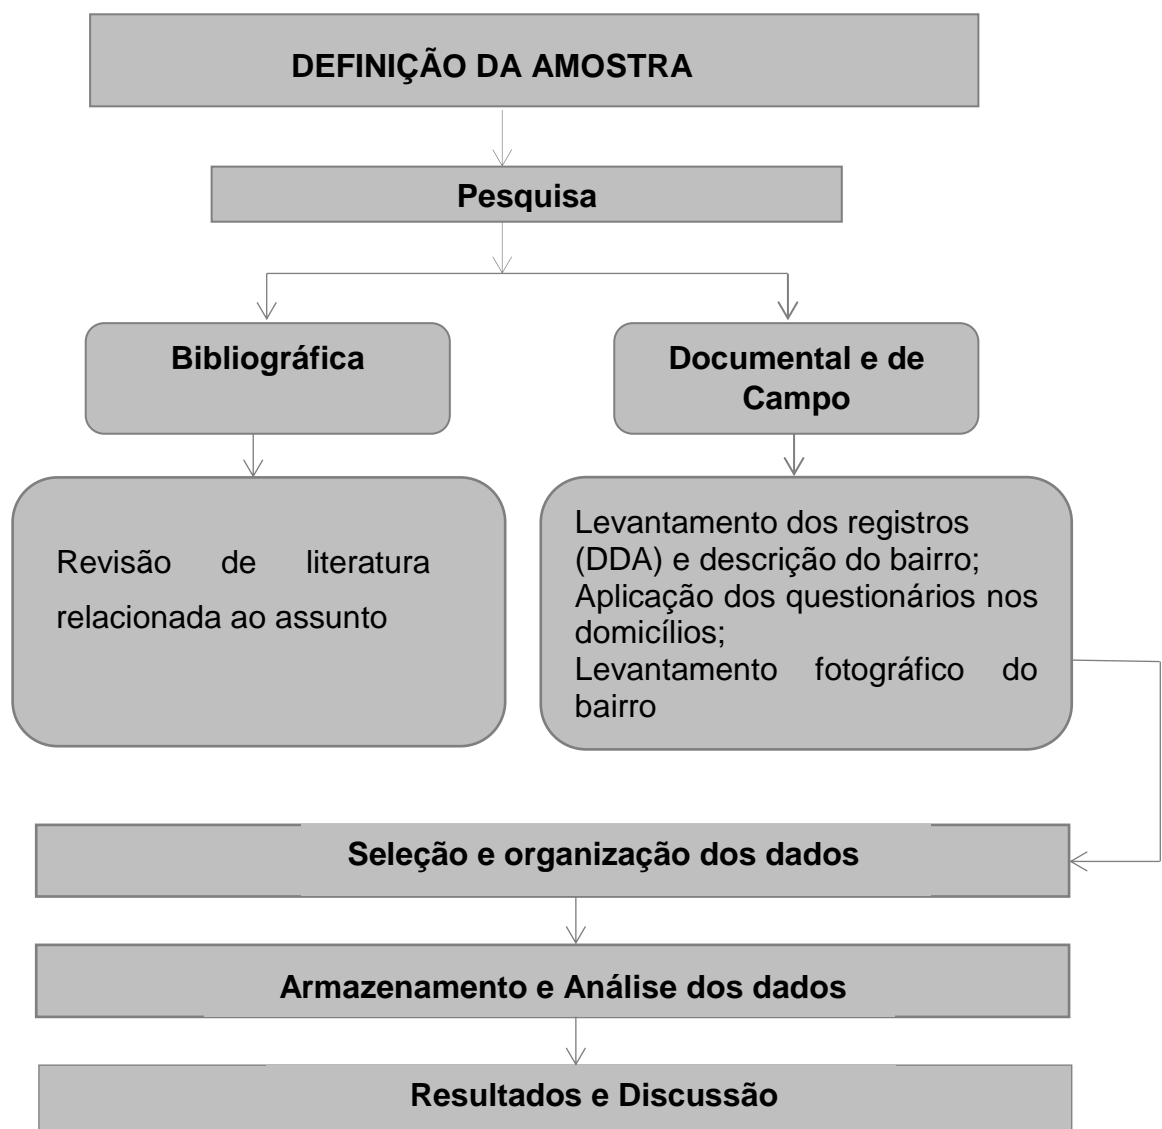 DEFINIÇÃO DA AMOSTRA
Pesquisa
Bibliográfica
Documental e de
Campo
Revisão de literatura
relacionada ao assunto
Levantamento dos registros
(DDA) e descrição do bairro;
Aplicação dos questionários nos
domicílios;
Levantamento fotográfico do
bairro
Seleção e organização dos dados
Armazenamento e Análise dos dados
Resultados e Discussão